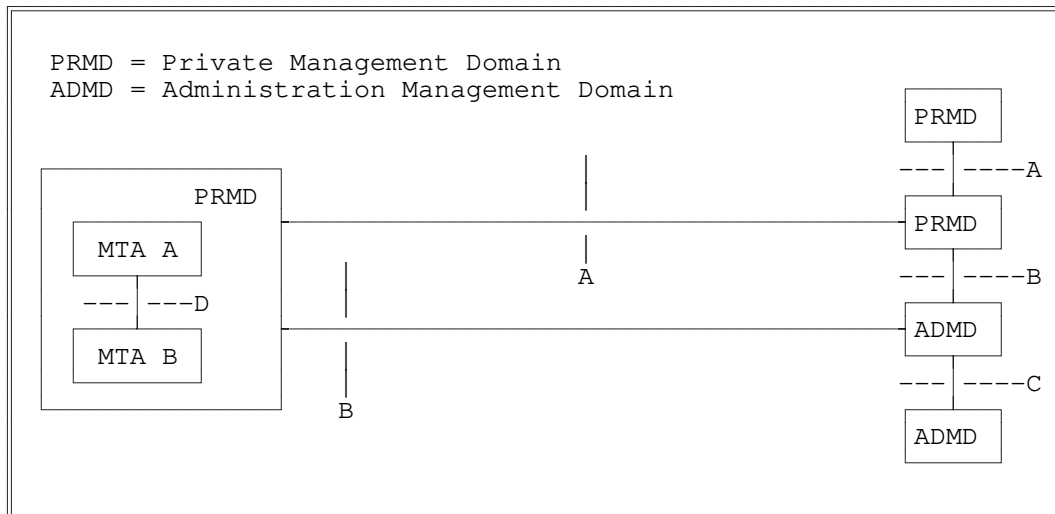 PRMD = Private Management Domain
ADMD = Administration Management Domain
PRMD
A
PRMD
PRMD
MTA A
A
B
D
ADMD
MTA B
C
B
ADMD